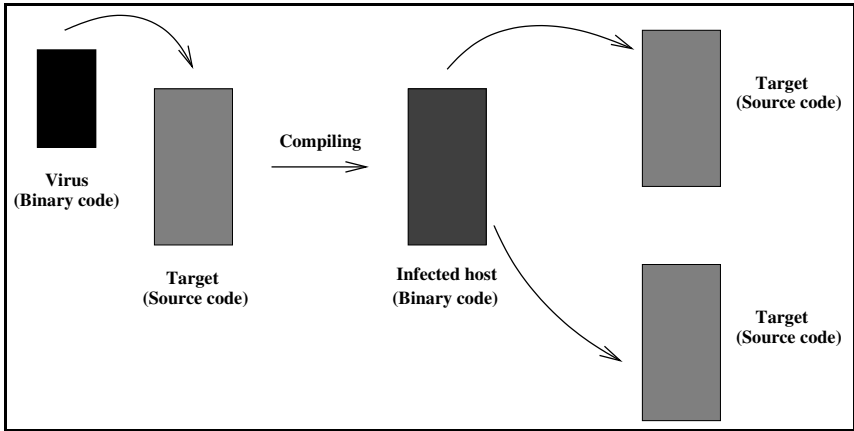 Virus
(Binary code)
Target
(Source code)
Compiling
Infected host
(Binary code)
Target
(Source code)
Target
(Source code)